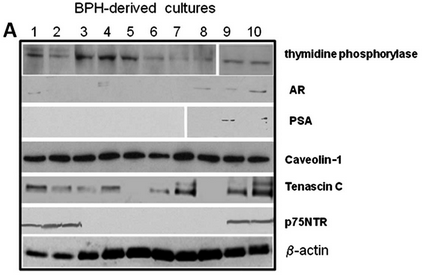 BPH-derived cultures
A
1 2 3 4 5 6 7 8 9 10
thymidine phosphorylase
AR
PSA
Caveolin-1
Tenascin C
p75NTR
β-actin